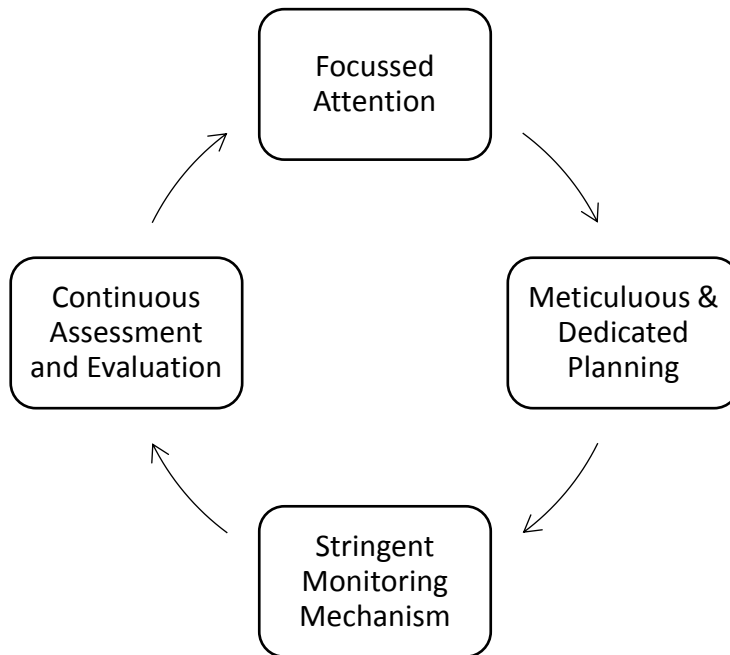 Focussed
Attention
Meticuluous &
Dedicated
Planning
Stringent
Monitoring
Mechanism
Continuous
Assessment
and Evaluation